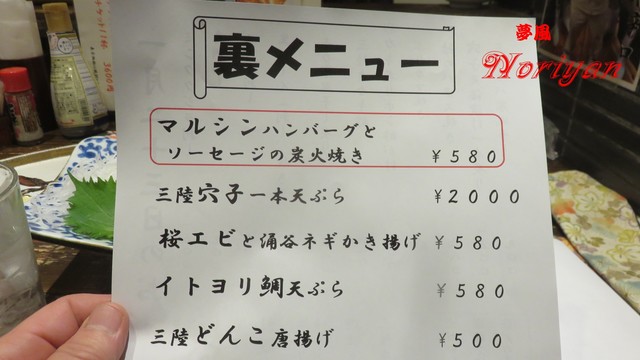 夢風
Noriyan
裏メニュー
マルシンハンバーグと
ソーセージの炭火焼き ￥５８０
三陸穴子一本天ぷら ￥２０００
桜エビと涌谷ネギかき揚げ ￥５８０
イトヨリ鯛天ぷら ￥５８０
三陸どんこ唐揚げ ￥５００